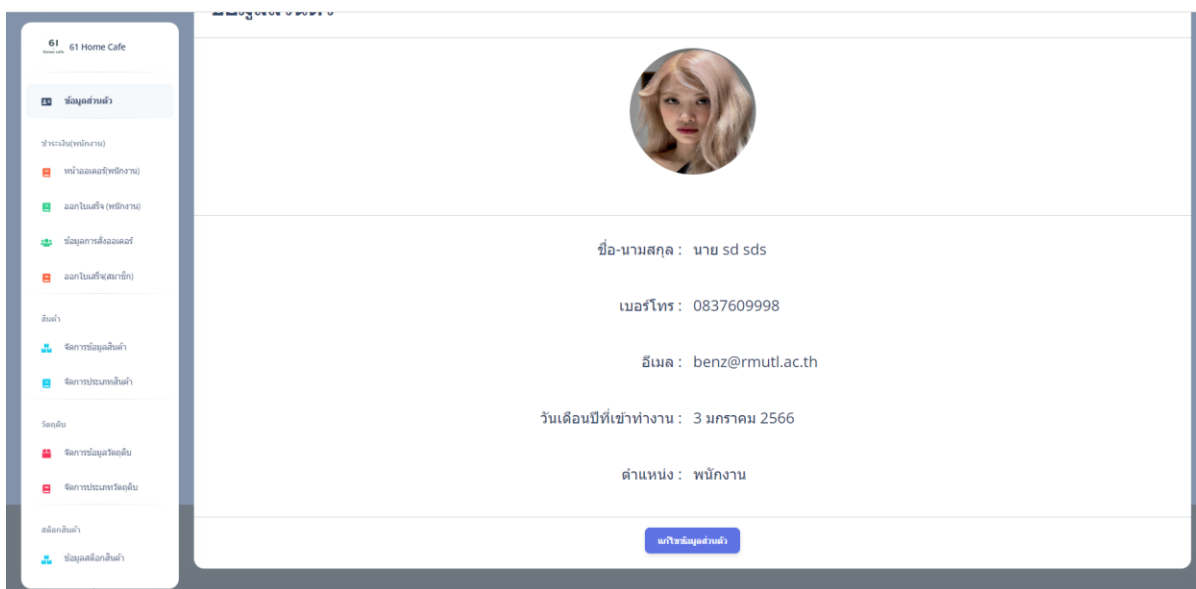 61 Home Cafe
ข้อมูลส่วนตัว
ชำระเงิน(พนักงาน)
หน้าออเดอร์(พนักงาน)
ออกใบเสร็จ (พนักงาน)
ข้อมูลการสั่งออเดอร์
ออกใบเสร็จ(สมาชิก)
สินค้า
จัดการข้อมูลสินค้า
จัดการประเภทสินค้า
วัตถุดิบ
จัดการข้อมูลวัตถุดิบ
จัดการประเภทวัตถุดิบ
สต็อกสินค้า
ข้อมูลสต็อกสินค้า
ชื่อ-นามสกุล : นาย sd sds
เบอร์โทร : 0837609998
อีเมล : benz@rmutl.ac.th
วันเดือนปีที่เข้าทำงาน : 3 มกราคม 2566
ตำแหน่ง : พนักงาน
แก้ไขข้อมูลส่วนตัว